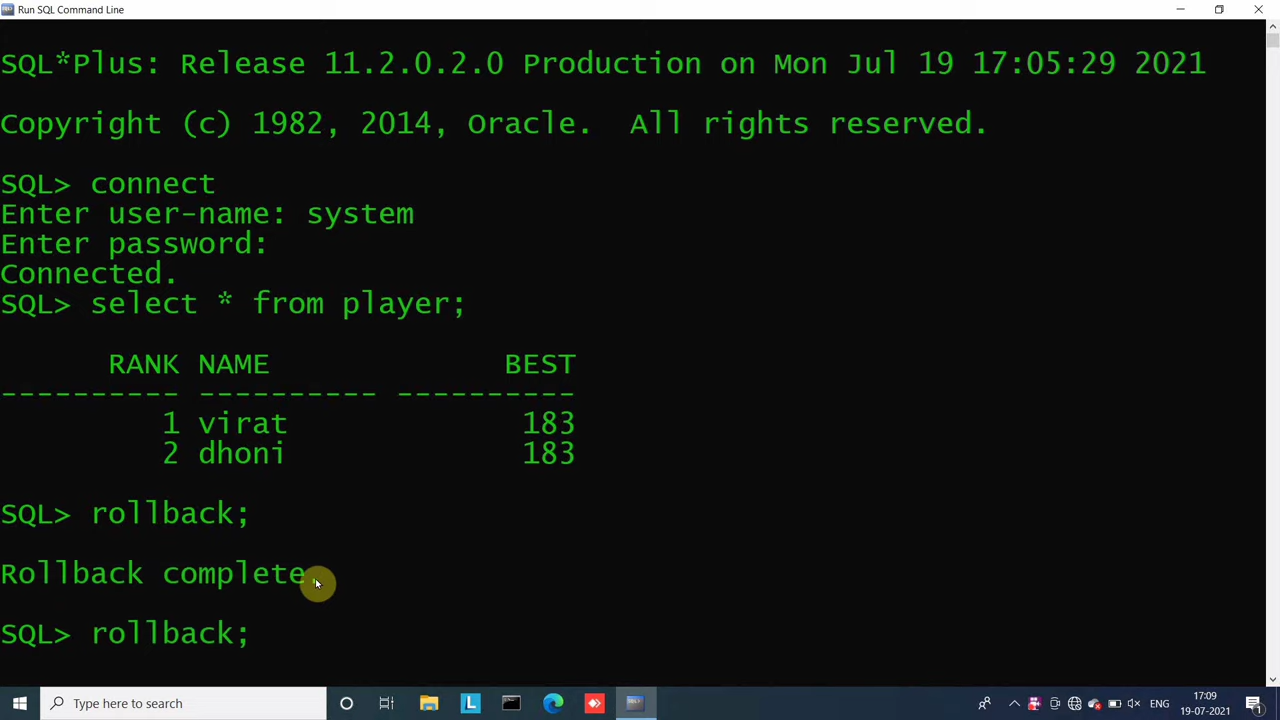 Run SQL Command Line
SQL*Plus: Release 11.2.0.2.0 Production on Mon Jul 19 17:05:29 2021
Copyright (c) 1982, 2014, Oracle.  All rights reserved.
SQL> connect
Enter user-name: system
Enter password:
Connected.
SQL> select * from player;
      RANK NAME             BEST
---------- ---------- ----------
         1 virat             183
         2 dhoni             183
SQL> rollback;
Rollback complete.
SQL> rollback;
Type here to search
L
ENG
17:09
19-07-2021
1